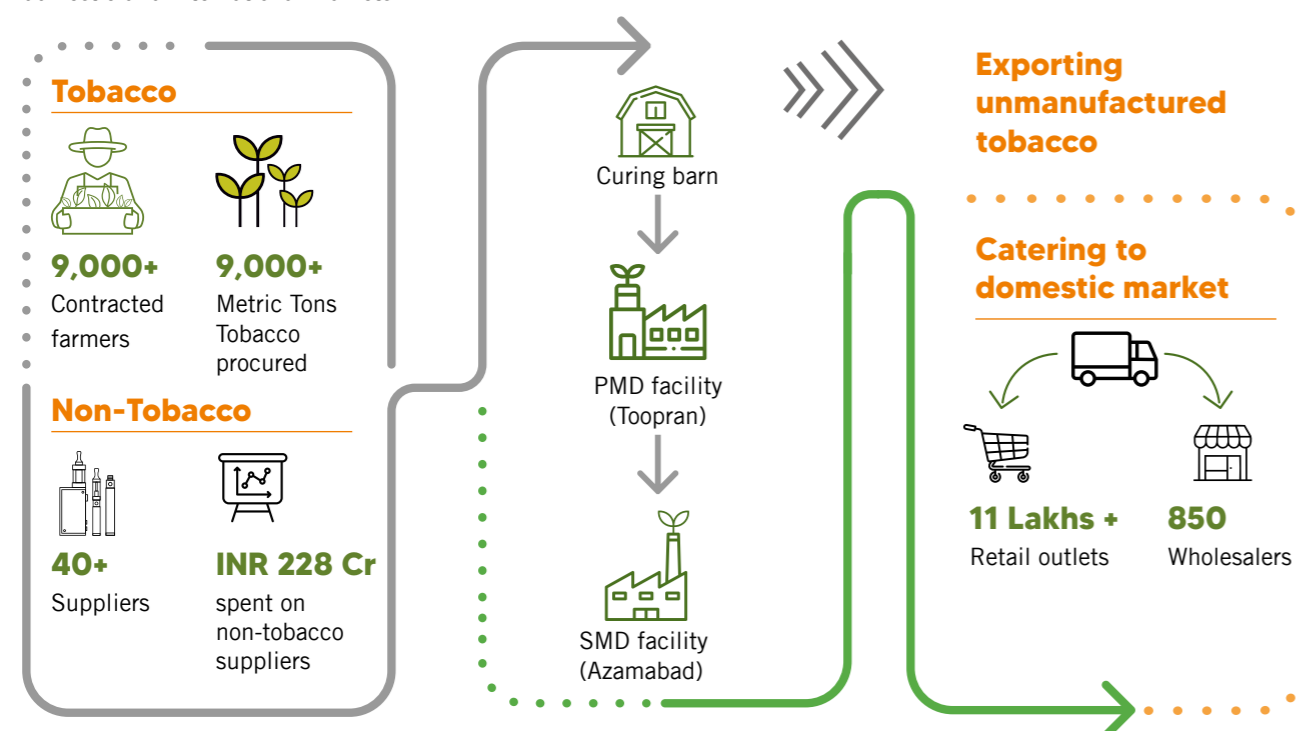 Tobacco
9,000+
Contracted
farmers
9,000+
Metric Tons
Tobacco
procured
Non-Tobacco
40+
Suppliers
INR 228 Cr
spent on
non-tobacco
suppliers
Curing barn
PMD facility
(Toopran)
SMD facility
(Azamabad)
Exporting
unmanufactured
tobacco
Catering to
domestic market
11 Lakhs +
Retail outlets
850
Wholesalers